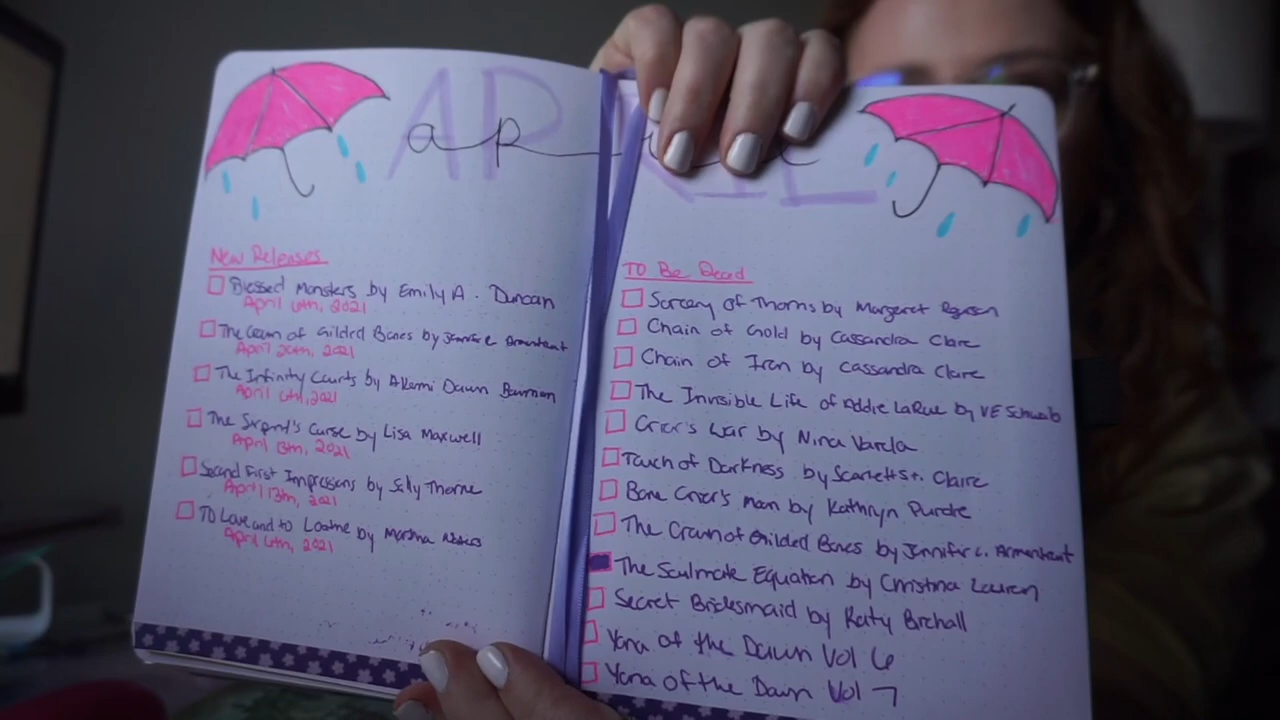 APRIL
april
New Releases
Blessed Monsters by Emily A. Duncan
April 6th, 2021
The Crown of Gilded Bones by Jennifer L. Armentrout
April 20th, 2021
The Infinity Courts by Akemi Dawn Bowman
April 6th, 2021
The Serpent's Curse by Lisa Maxwell
April 13th, 2021
Second First Impressions by Sally Thorne
April 13th, 2021
To Love and to Loathe by Martha Waters
April 6th, 2021
To Be Read
Sorcery of Thorns by Margaret Rogerson
Chain of Gold by Cassandra Clare
Chain of Iron by Cassandra Clare
The Invisible Life of Addie LaRue by VE Schwab
Crier's War by Nina Varela
Touch of Darkness by Scarlett St. Claire
Bone Crier's Moon by Kathryn Purdie
The Crown of Gilded Bones by Jennifer L. Armentrout
The Soulmate Equation by Christina Lauren
Secret Bridesmaid by Katy Birchall
Yona of the Dawn Vol 6
Yona of the Dawn Vol 7